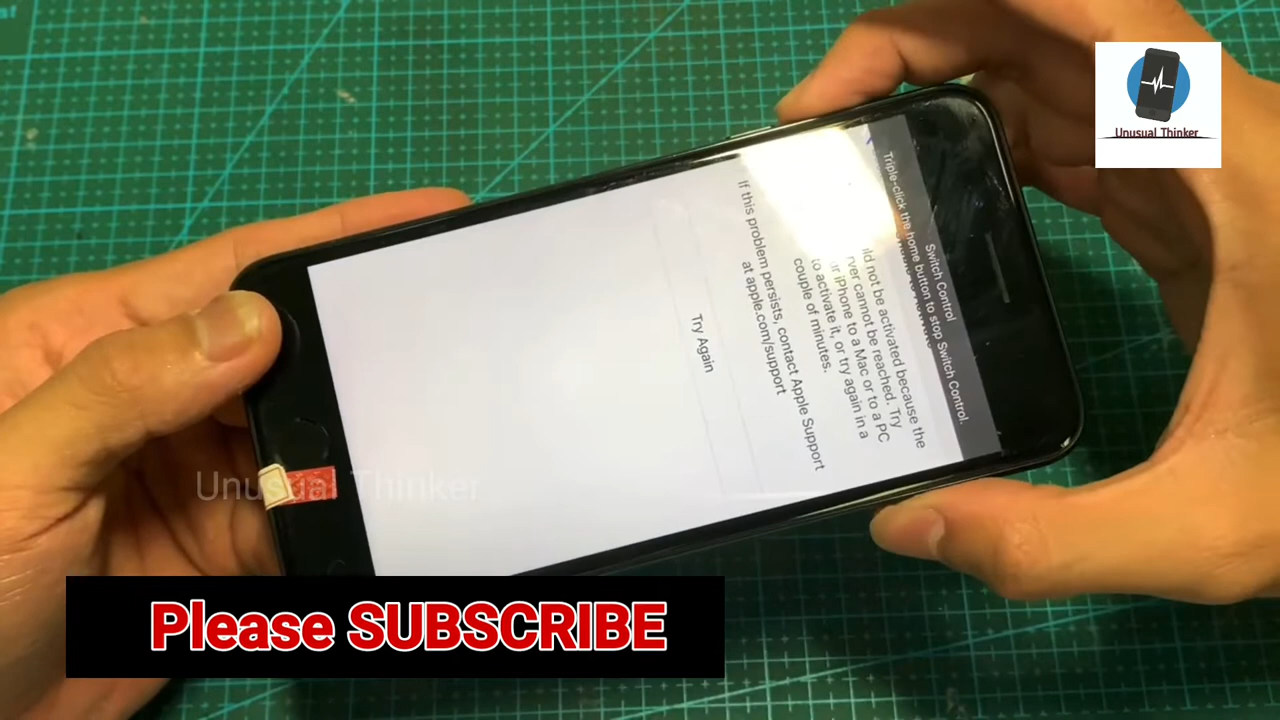 Unusual Thinker
Switch Control
Triple-click the home button to stop Switch Control.
not be activated because the
cannot be reached. Try
iPhone to a Mac or to a PC
to activate it, or try again in a
couple of minutes.
If this problem persists, contact Apple Support
at apple.com/support
Try Again
Unusual Thinker
Please SUBSCRIBE